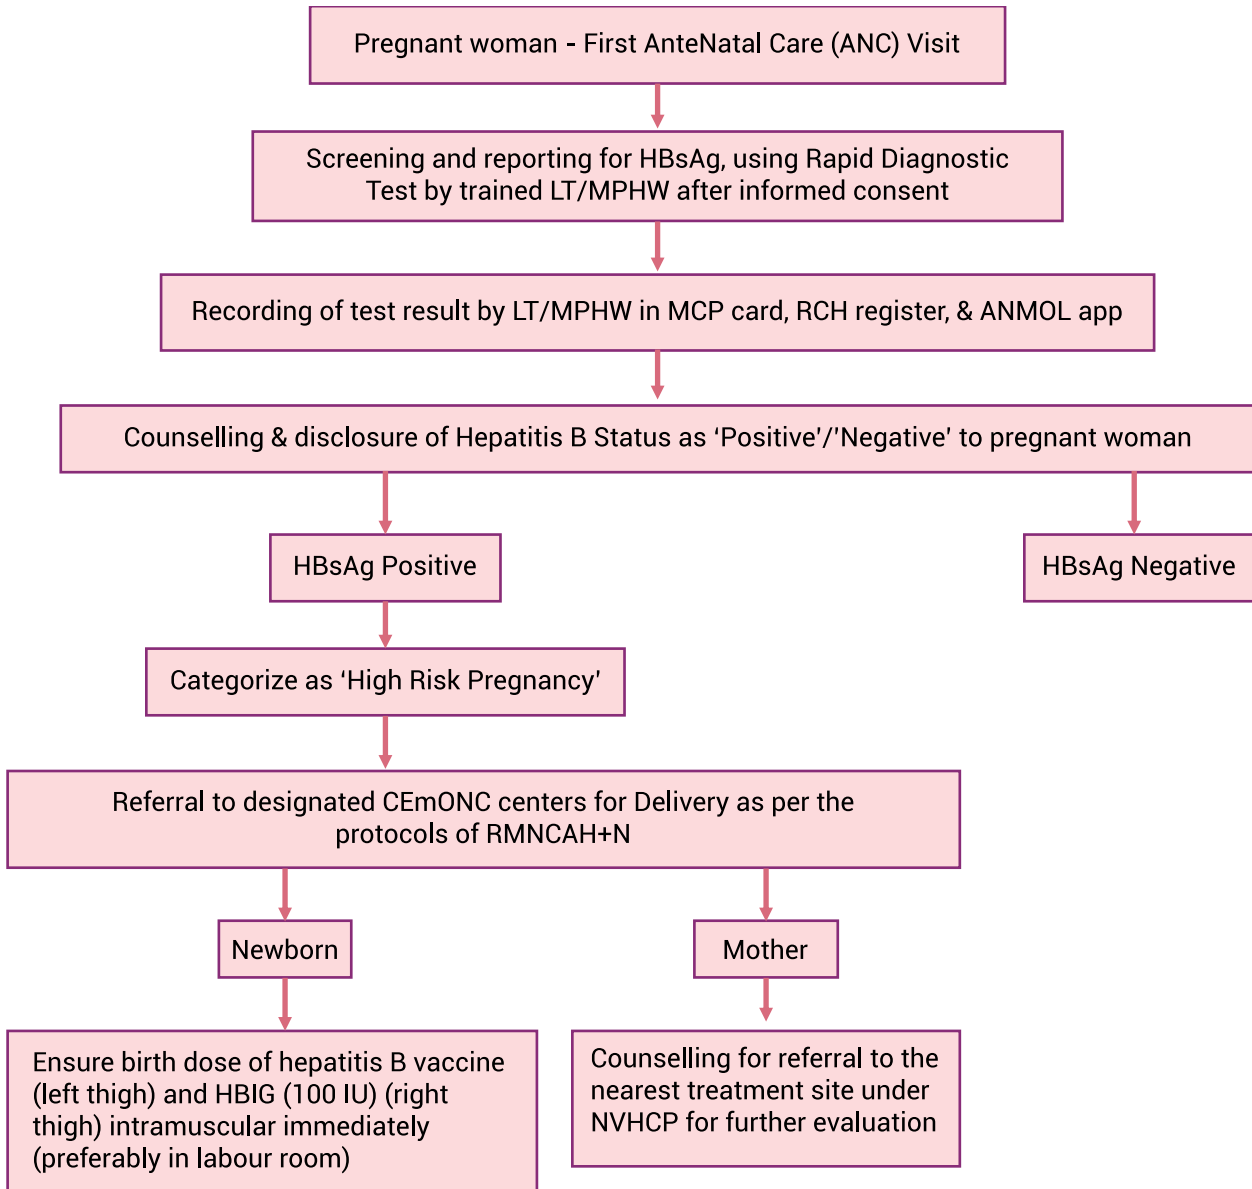 Pregnant woman - First AnteNatal Care (ANC) Visit
Screening and reporting for HBsAg, using Rapid Diagnostic
Test by trained LT/MPHW after informed consent
Recording of test result by LT/MPHW in MCP card, RCH register, & ANMOL app
Counselling & disclosure of Hepatitis B Status as ‘Positive’/’Negative’ to pregnant woman
HBsAg Positive
HBsAg Negative
Categorize as ‘High Risk Pregnancy’
Referral to designated CEmONC centers for Delivery as per the
protocols of RMNCAH+N
Newborn
Mother
Ensure birth dose of hepatitis B vaccine
(left thigh) and HBIG (100 IU) (right
thigh) intramuscular immediately
(preferably in labour room)
Counselling for referral to the
nearest treatment site under
NVHCP for further evaluation